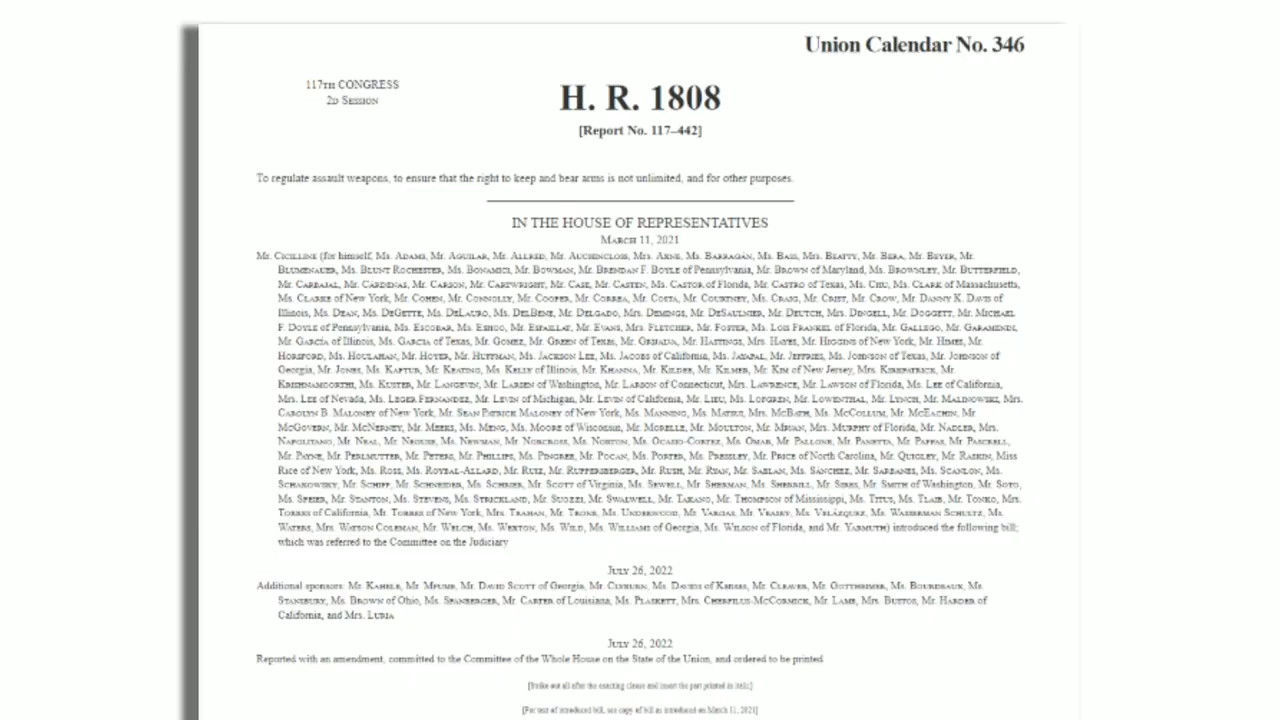 Union Calendar No. 346
117TH CONGRESS
2D SESSION
H. R. 1808
[Report No. 117–442]
To regulate assault weapons, to ensure that the right to keep and bear arms is not unlimited, and for other purposes.
IN THE HOUSE OF REPRESENTATIVES
MARCH 11, 2021
Mr. CICILLINE (for himself, Ms. ADAMS, Mr. AGUILAR, Mr. ALLRED, Mr. AUCHINCLOSS, Mrs. AXNE, Ms. BARRAGÁN, Ms. BASS, Mrs. BEATTY, Mr. BERA, Mr. BEYER, Mr.
BLUMENAUER, Ms. BLUNT ROCHESTER, Ms. BONAMICI, Mr. BOWMAN, Mr. BRENDAN F. BOYLE of Pennsylvania, Mr. BROWN of Maryland, Ms. BROWNLEY, Mr. BUTTERFIELD,
Mr. CARBAJAL, Mr. CÁRDENAS, Mr. CARSON, Mr. CARTWRIGHT, Mr. CASE, Mr. CASTEN, Ms. CASTOR of Florida, Mr. CASTRO of Texas, Ms. CHU, Ms. CLARK of Massachusetts,
Ms. CLARKE of New York, Mr. COHEN, Mr. CONNOLLY, Mr. COOPER, Mr. CORREA, Mr. COSTA, Mr. COURTNEY, Ms. CRAIG, Mr. CRIST, Mr. CROW, Mr. DANNY K. DAVIS of
Illinois, Ms. DEAN, Ms. DEGETTE, Ms. DELAURO, Ms. DELBENE, Mr. DELGADO, Mrs. DEMINGS, Mr. DESAULNIER, Mr. DEUTCH, Mrs. DINGELL, Mr. DOGGETT, Mr. MICHAEL
F. DOYLE of Pennsylvania, Ms. ESCOBAR, Ms. ESHOO, Mr. ESPAILLAT, Mr. EVANS, Mrs. FLETCHER, Mr. FOSTER, Ms. LOIS FRANKEL of Florida, Mr. GALLEGO, Mr. GARAMENDI,
Mr. GARCÍA of Illinois, Ms. GARCIA of Texas, Mr. GOMEZ, Mr. GREEN of Texas, Mr. GRIJALVA, Mr. HASTINGS, Mrs. HAYES, Mr. HIGGINS of New York, Mr. HIMES, Mr.
HORSFORD, Ms. HOULAHAN, Mr. HOYER, Mr. HUFFMAN, Ms. JACKSON LEE, Ms. JACOBS of California, Ms. JAYAPAL, Mr. JEFFRIES, Ms. JOHNSON of Texas, Mr. JOHNSON of
Georgia, Mr. JONES, Ms. KAPTUR, Mr. KEATING, Ms. KELLY of Illinois, Mr. KHANNA, Mr. KILDEE, Mr. KILMER, Mr. KIM of New Jersey, Mrs. KIRKPATRICK, Mr.
KRISHNAMOORTHI, Ms. KUSTER, Mr. LANGEVIN, Mr. LARSEN of Washington, Mr. LARSON of Connecticut, Mrs. LAWRENCE, Mr. LAWSON of Florida, Ms. LEE of California,
Mrs. LEE of Nevada, Ms. LEGER FERNANDEZ, Mr. LEVIN of Michigan, Mr. LEVIN of California, Mr. LIEU, Ms. LOFGREN, Mr. LOWENTHAL, Mr. LYNCH, Mr. MALINOWSKI, Mrs.
CAROLYN B. MALONEY of New York, Mr. SEAN PATRICK MALONEY of New York, Ms. MANNING, Ms. MATSUI, Mrs. MCBATH, Ms. MCCOLLUM, Mr. MCEACHIN, Mr.
MCGOVERN, Mr. MCNERNEY, Mr. MEEKS, Ms. MENG, Ms. MOORE of Wisconsin, Mr. MORELLE, Mr. MOULTON, Mr. MRVAN, Mrs. MURPHY of Florida, Mr. NADLER, Mrs.
NAPOLITANO, Mr. NEAL, Mr. NEGUSE, Ms. NEWMAN, Mr. NORCROSS, Ms. NORTON, Ms. OCASIO-CORTEZ, Ms. OMAR, Mr. PALLONE, Mr. PANETTA, Mr. PAPPAS, Mr. PASCRELL,
Mr. PAYNE, Mr. PERLMUTTER, Mr. PETERS, Mr. PHILLIPS, Ms. PINGREE, Mr. POCAN, Ms. PORTER, Ms. PRESSLEY, Mr. PRICE of North Carolina, Mr. QUIGLEY, Mr. RASKIN, Miss
RICE of New York, Ms. ROSS, Ms. ROYBAL-ALLARD, Mr. RUIZ, Mr. RUPPERSBERGER, Mr. RUSH, Mr. RYAN, Mr. SABLAN, Ms. SÁNCHEZ, Mr. SARBANES, Ms. SCANLON, Ms.
SCHAKOWSKY, Mr. SCHIFF, Mr. SCHNEIDER, Ms. SCHRIER, Mr. SCOTT of Virginia, Ms. SEWELL, Mr. SHERMAN, Ms. SHERRILL, Mr. SIRES, Mr. SMITH of Washington, Mr. SOTO,
Ms. SPEIER, Mr. STANTON, Ms. STEVENS, Ms. STRICKLAND, Mr. SUOZZI, Mr. SWALWELL, Mr. TAKANO, Mr. THOMPSON of Mississippi, Ms. TITUS, Ms. TLAIB, Mr. TONKO, Mrs.
TORRES of California, Mr. TORRES of New York, Mrs. TRAHAN, Mr. TRONE, Ms. UNDERWOOD, Mr. VARGAS, Mr. VEASEY, Ms. VELÁZQUEZ, Ms. WASSERMAN SCHULTZ, Ms.
WATERS, Mrs. WATSON COLEMAN, Mr. WELCH, Ms. WEXTON, Ms. WILD, Ms. WILLIAMS of Georgia, Ms. WILSON of Florida, and Mr. YARMUTH) introduced the following bill;
which was referred to the Committee on the Judiciary
JULY 26, 2022
Additional sponsors: Mr. KAHELE, Mr. MFUME, Mr. DAVID SCOTT of Georgia, Mr. CLYBURN, Ms. DAVIDS of Kansas, Mr. CLEAVER, Mr. GOTTHEIMER, Ms. BOURDEAUX, Ms.
STANSBURY, Ms. BROWN of Ohio, Ms. SPANBERGER, Mr. CARTER of Louisiana, Ms. PLASKETT, Mrs. CHERFILUS-MCCORMICK, Mr. LAMB, Mrs. BUSTOS, Mr. HARDER of
California, and Mrs. LURIA
JULY 26, 2022
Reported with an amendment, committed to the Committee of the Whole House on the State of the Union, and ordered to be printed
[Strike out all after the enacting clause and insert the part printed in italic]
[For text of introduced bill, see copy of bill as introduced on March 11, 2021]